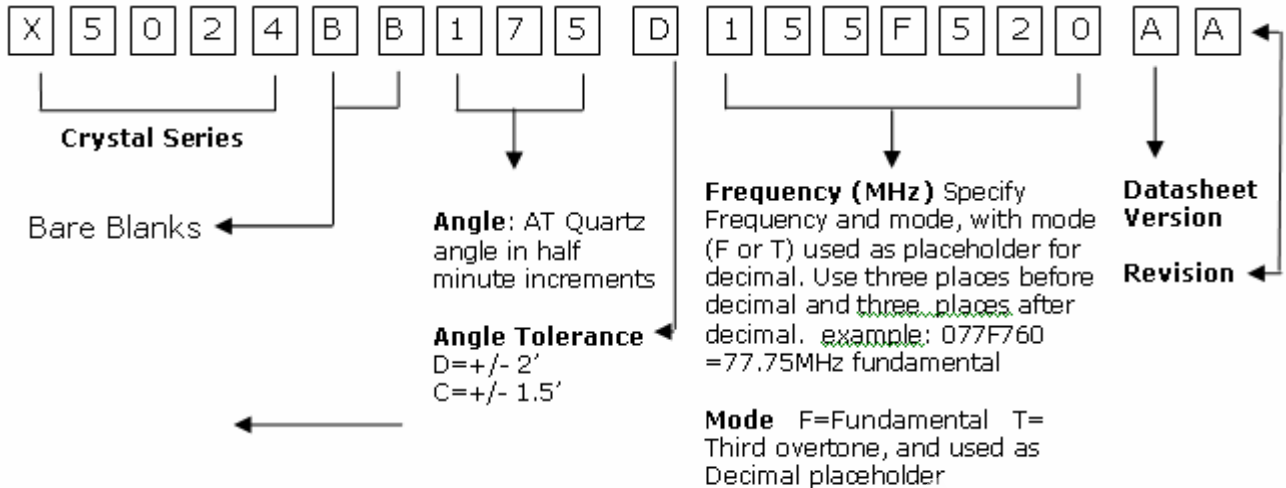 X 5 0 2 4 B B 1 7 5 D 1 5 5 F 5 2 0 A A
Crystal Series
Bare Blanks
Angle: AT Quartz
angle in half
minute increments
Angle Tolerance
D=+/- 2’
C=+/- 1.5’
Frequency (MHz) Specify
Frequency and mode, with mode
(F or T) used as placeholder for
decimal. Use three places before
decimal and three places after
decimal. example: 077F760
=77.75MHz fundamental
Mode F=Fundamental T=
Third overtone, and used as
Decimal placeholder
Datasheet
Version
Revision